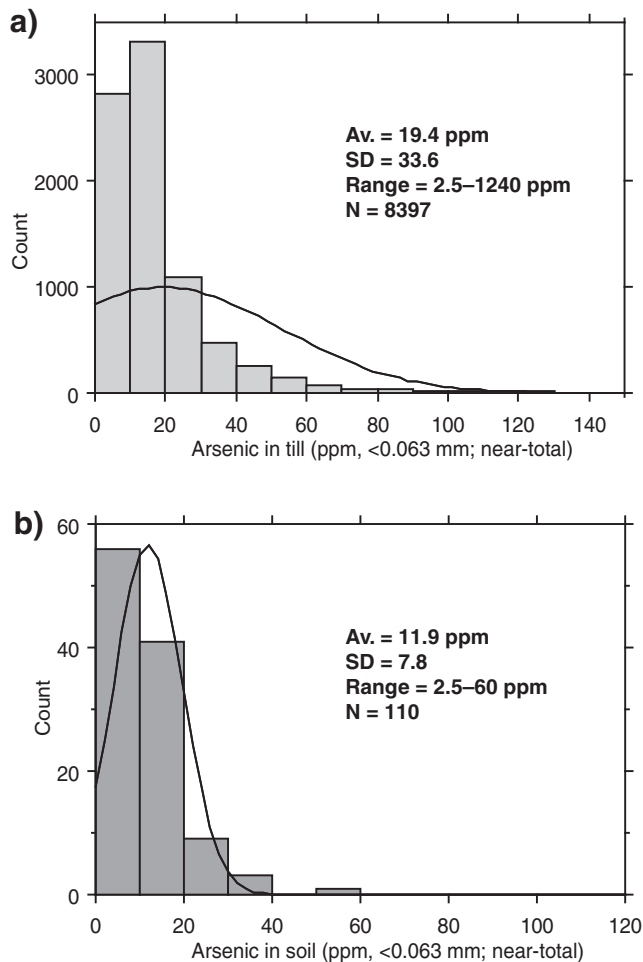 a)
3000
2000
1000
0
Count
Av. = 19.4 ppm
SD = 33.6
Range = 2.5–1240 ppm
N = 8397
0 20 40 60 80 100 120 140
Arsenic in till (ppm, <0.063 mm; near-total)
b)
60
40
20
0
Count
Av. = 11.9 ppm
SD = 7.8
Range = 2.5–60 ppm
N = 110
0 20 40 60 80 100 120
Arsenic in soil (ppm, <0.063 mm; near-total)